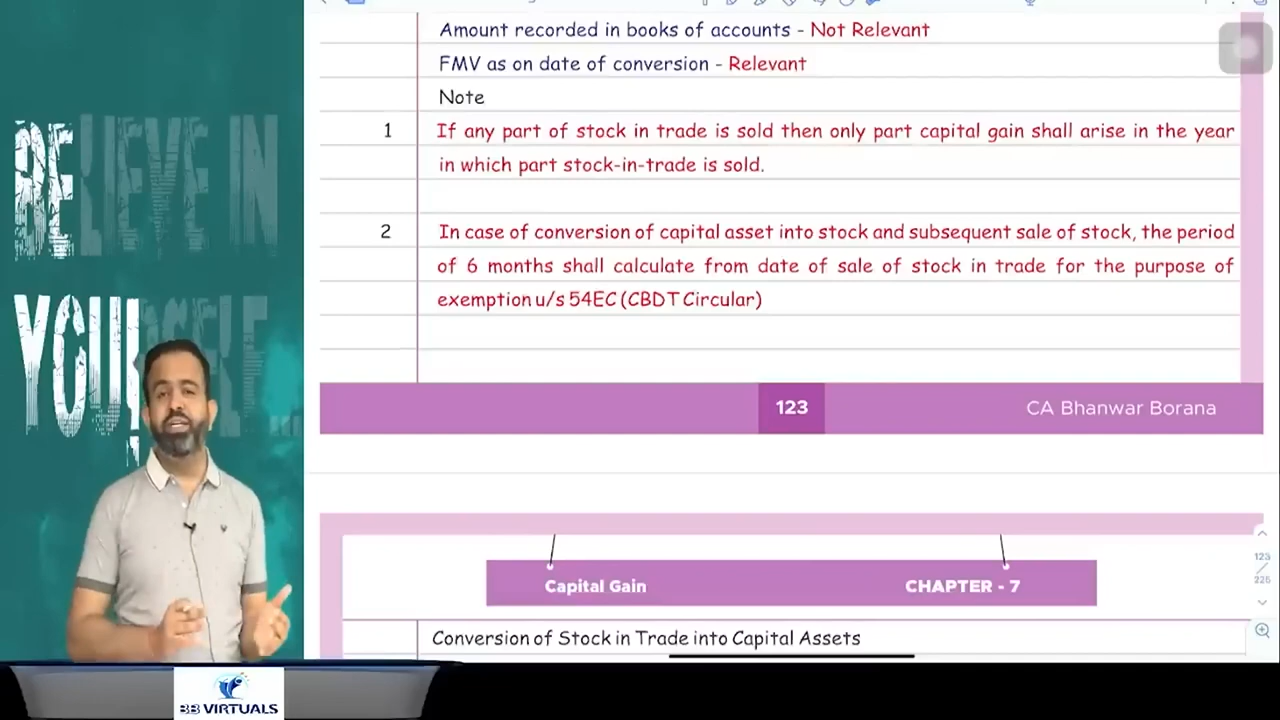 Amount recorded in books of accounts - Not Relevant
FMV as on date of conversion - Relevant
Note
1 If any part of stock in trade is sold then only part capital gain shall arise in the year
in which part stock-in-trade is sold.
2 In case of conversion of capital asset into stock and subsequent sale of stock, the period
of 6 months shall calculate from date of sale of stock in trade for the purpose of
exemption u/s 54EC (CBDT Circular)
123 CA Bhanwar Borana
Capital Gain CHAPTER - 7
Conversion of Stock in Trade into Capital Assets
123
/
225
BELIEVE IN
YOURSELF...
BB VIRTUALS